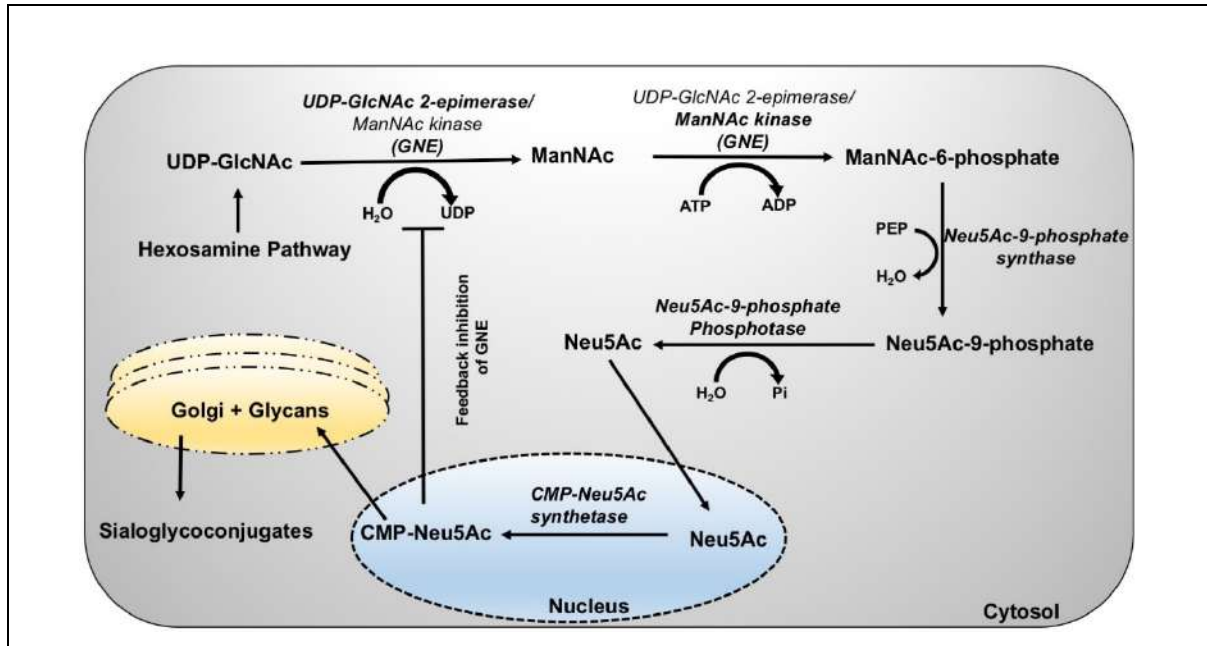 UDP-GlcNAc 2-epimerase/
ManNAc kinase
(GNE)
UDP-GlcNAc 2-epimerase/
ManNAc kinase
(GNE)
UDP-GlcNAc
ManNAc
ManNAc-6-phosphate
H₂O
UDP
ATP
ADP
Hexosamine Pathway
PEP
H₂O
Neu5Ac-9-phosphate
synthase
Feedback inhibition
of GNE
Neu5Ac-9-phosphate
Phosphotase
Neu5Ac
Neu5Ac-9-phosphate
H₂O
Pi
Golgi + Glycans
Sialoglycoconjugates
CMP-Neu5Ac
synthetase
CMP-Neu5Ac
Neu5Ac
Nucleus
Cytosol